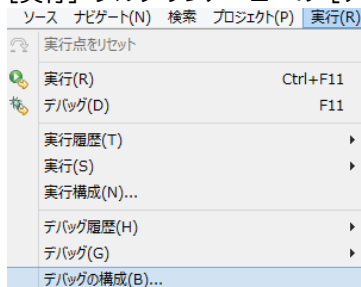 ソース ナビゲート(N) 検索 プロジェクト(P) 実行(R)
実行点をリセット
実行(R) Ctrl+F11
デバッグ(D) F11
実行履歴(T)
実行(S)
実行構成(N)...
デバッグ履歴(H)
デバッグ(G)
デバッグの構成(B)...